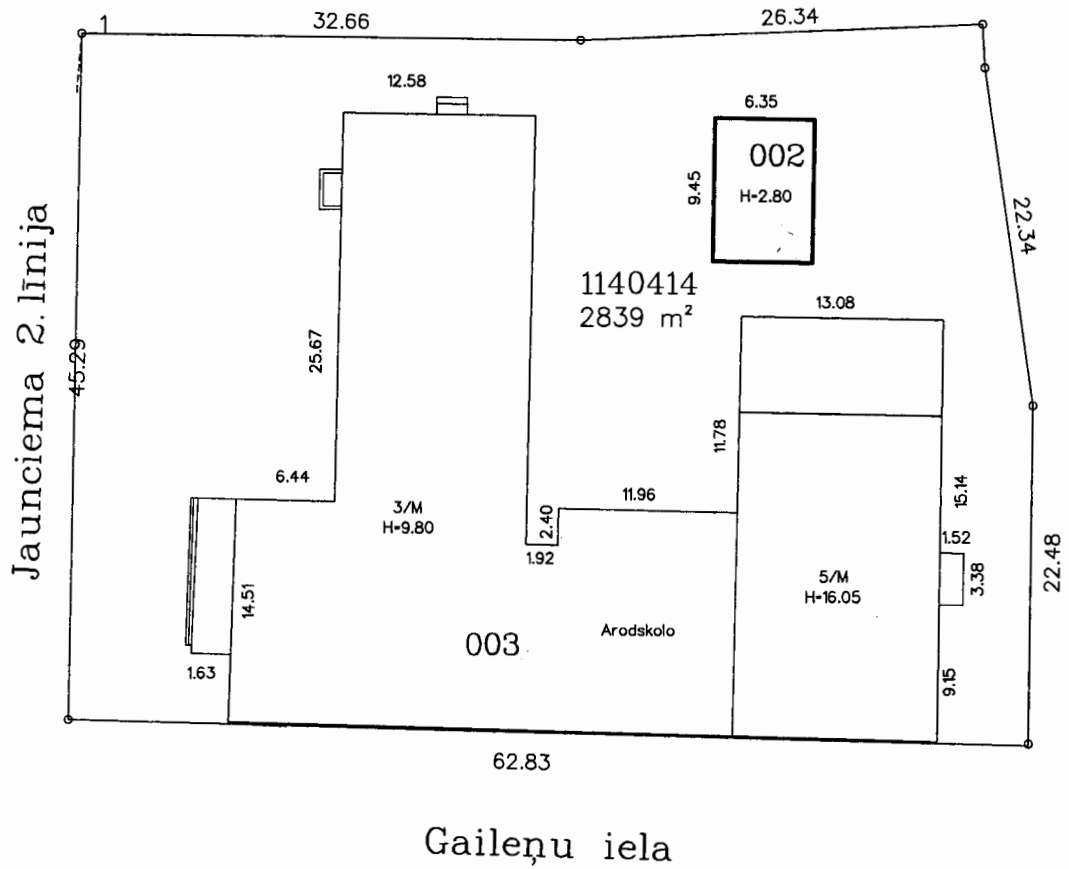 1
32.66
26.34
12.58
6.35
002
9.45
H=2.80
22.34
Jaunciema 2. līnija
1140414
2839 m²
13.08
45.29
25.67
11.78
6.44
3/M
H=9.80
11.96
2.40
15.14
1.92
1.52
22.48
14.51
5/M
H=16.05
3.38
Arodskolo
003
1.63
9.15
62.83
Gaileņu iela